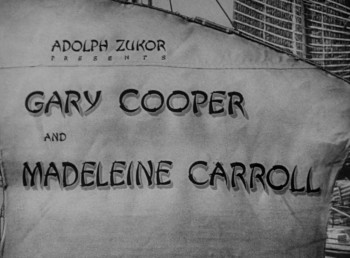 ADOLPH ZUKOR
PRESENTS
GARY COOPER
AND
MADELEINE CARROLL